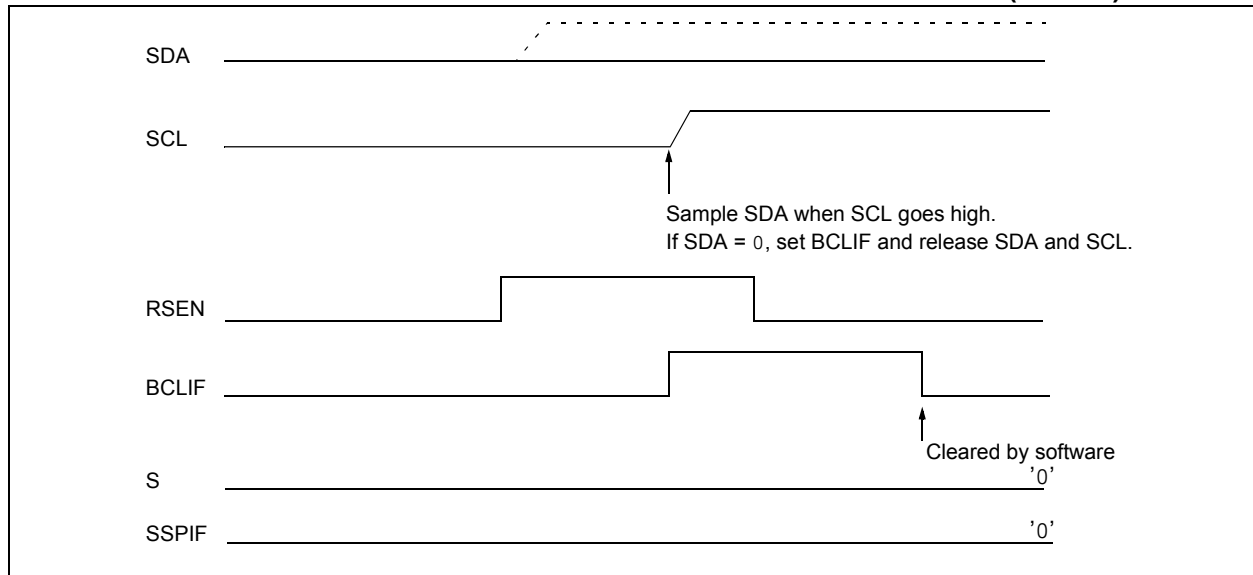 SDA
SCL
Sample SDA when SCL goes high.
If SDA = 0, set BCLIF and release SDA and SCL.
RSEN
BCLIF
Cleared by software
S
'0'
SSPIF
'0'